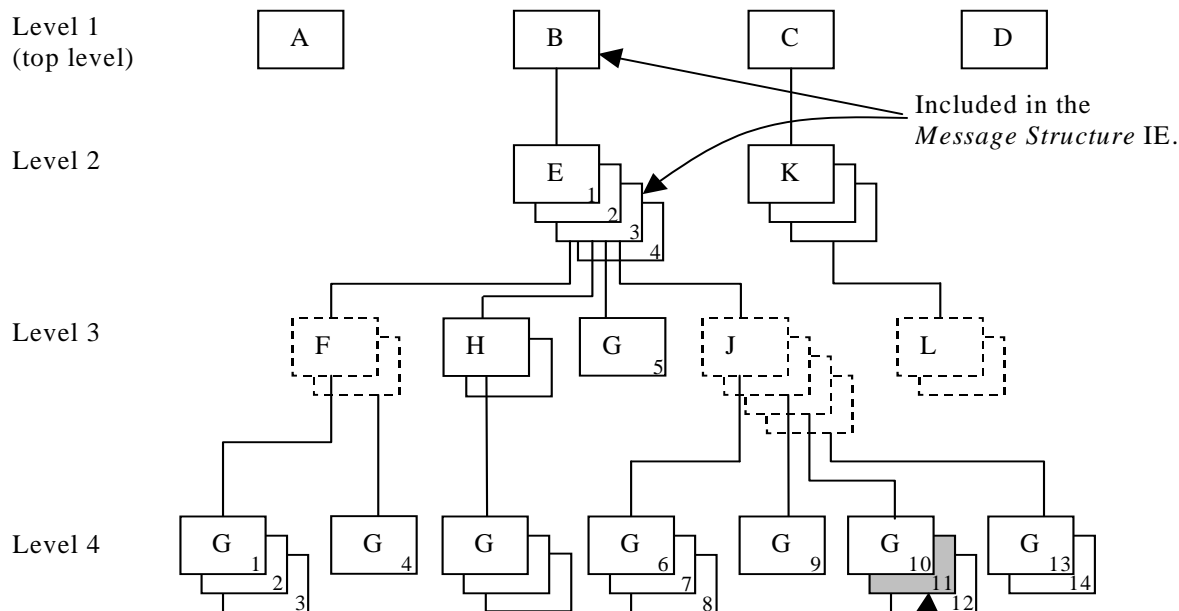 Level 1
(top level)
A
B
C
D
Included in the
Message Structure IE.
Level 2
E
1
2
3
4
K
Level 3
F
H
G
5
J
L
Level 4
G
1
2
3
G
4
G
G
6
7
8
G
9
G
10
11
12
G
13
14